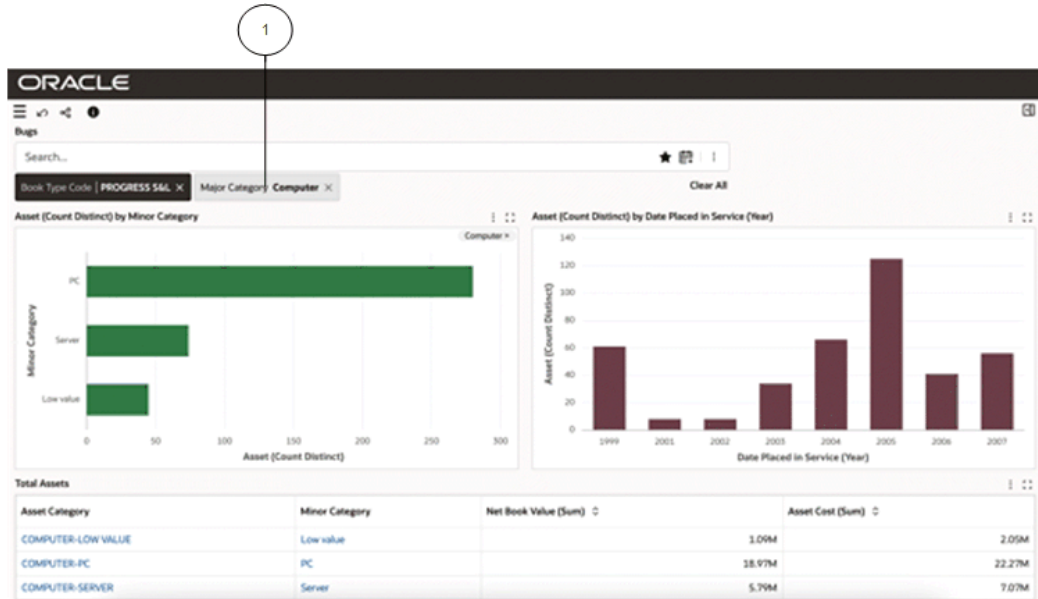 1
ORACLE
Bugs
Search...
Book Type Code | PROGRESS S&L ×
Major Category Computer ×
Clear All
Asset (Count Distinct) by Minor Category
Computer ×
PC
Server
Low value
Minor Category
0 50 100 150 200 250 300
Asset (Count Distinct)
Asset (Count Distinct) by Date Placed in Service (Year)
140
120
100
80
60
40
20
0
Asset (Count Distinct)
1999 2001 2002 2003 2004 2005 2006 2007
Date Placed in Service (Year)
Total Assets
Asset Category Minor Category Net Book Value (Sum) Asset Cost (Sum)
COMPUTER-LOW VALUE Low value 1.09M 2.05M
COMPUTER-PC PC 18.97M 22.27M
COMPUTER-SERVER Server 5.79M 7.07M